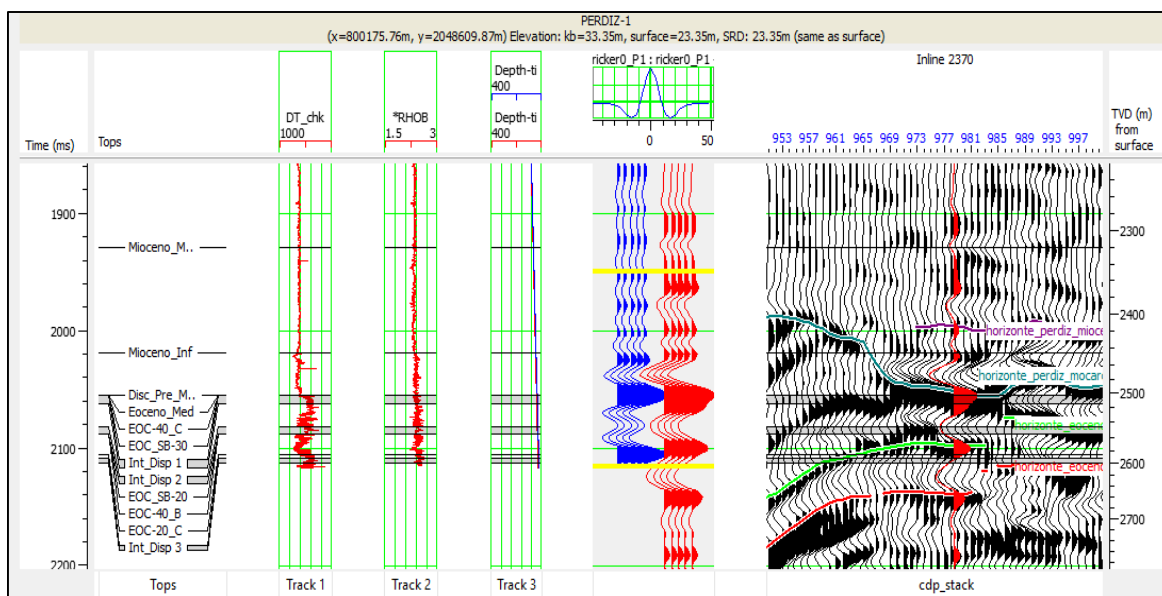 PERDIZ-1
(x=800175.76m, y=2048609.87m) Elevation: kb=33.35m, surface=23.35m, SRD: 23.35m (same as surface)
Time (ms)
Tops
DT_chk
1000
*RHOB
1.5 3
Depth-ti
400
Depth-ti
400
ricker0_P1 : ricker0_P1
0 50
Inline 2370
953 957 961 965 969 973 977 981 985 989 993 997
TVD (m)
from
surface
1900
2000
2100
2200
Mioceno_M..
Mioceno_Inf
Disc_Pre_M..
Eoceno_Med
EOC-40_C
EOC_SB-30
Int_Disp 1
Int_Disp 2
EOC_SB-20
EOC-40_B
EOC-20_C
Int_Disp 3
horizonte_perdiz_mioce
horizonte_perdiz_mocar
horizonte_eocen
horizonte_eocen
2300
2400
2500
2600
2700
Tops
Track 1
Track 2
Track 3
cdp_stack